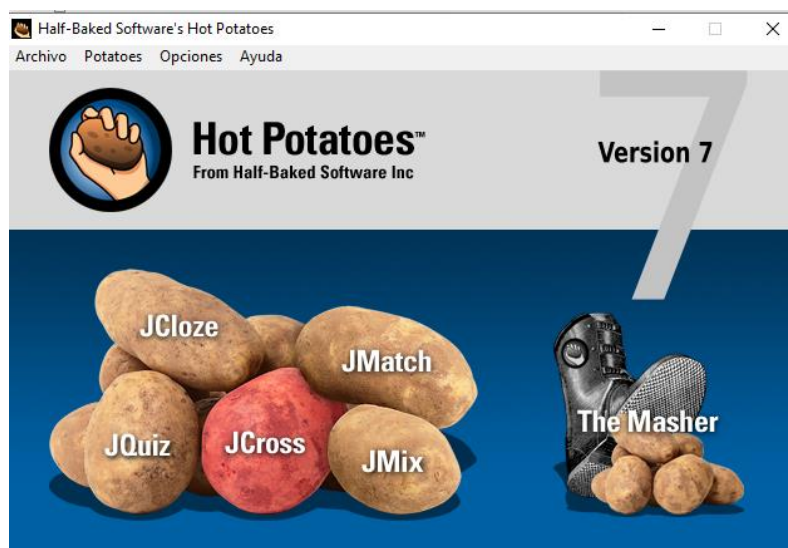 Half-Baked Software's Hot Potatoes
Archivo Potatoes Opciones Ayuda
7
Hot Potatoes™
From Half-Baked Software Inc
Version 7
JCloze
JMatch
JQuiz
JCross
JMix
The Masher